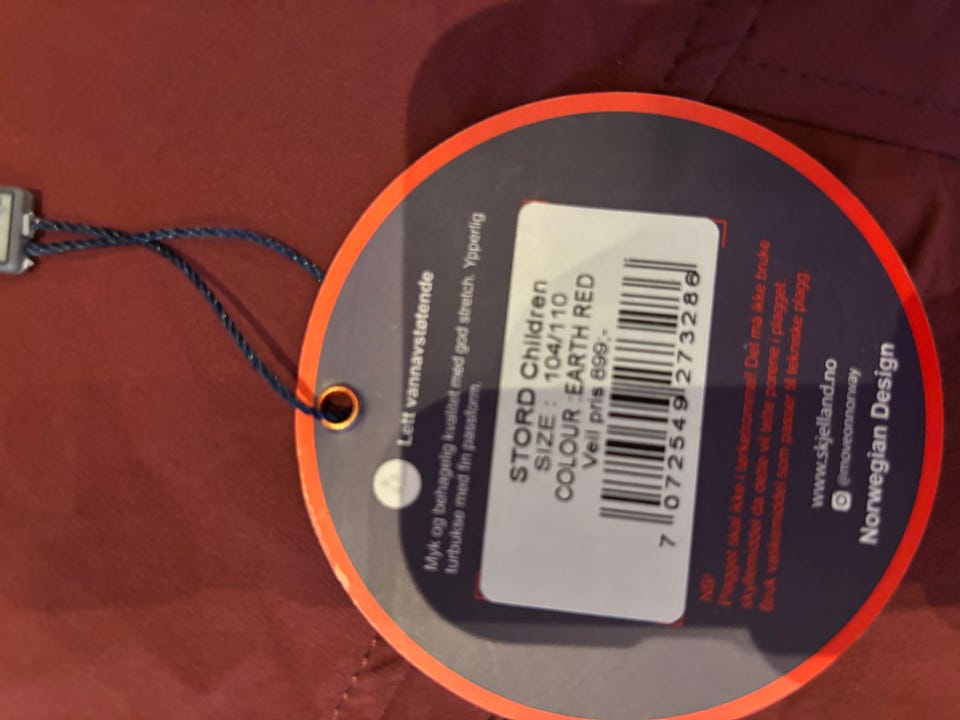 Lett vannavstøtende
Myk og behagelig kvalitet med god stretch. Ypperlig
turbukse med fin passform.
STORD Children
SIZE : 104/110
COLOUR :EARTH RED
Veil pris 899,-
7 072549 273286
NB!
Plagget skal ikke i tørketrommel! Det må ikke bruke
skyllemiddel da dette vil tette porene i plagget.
Bruk vaskemiddel som passer til tekniske plagg.
www.skjelland.no
@moveonnorway
Norwegian Design